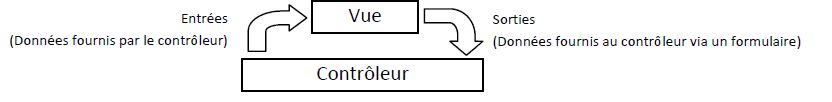 Entrées
(Données fournis par le contrôleur)
Vue
Sorties
(Données fournis au contrôleur via un formulaire)
Contrôleur